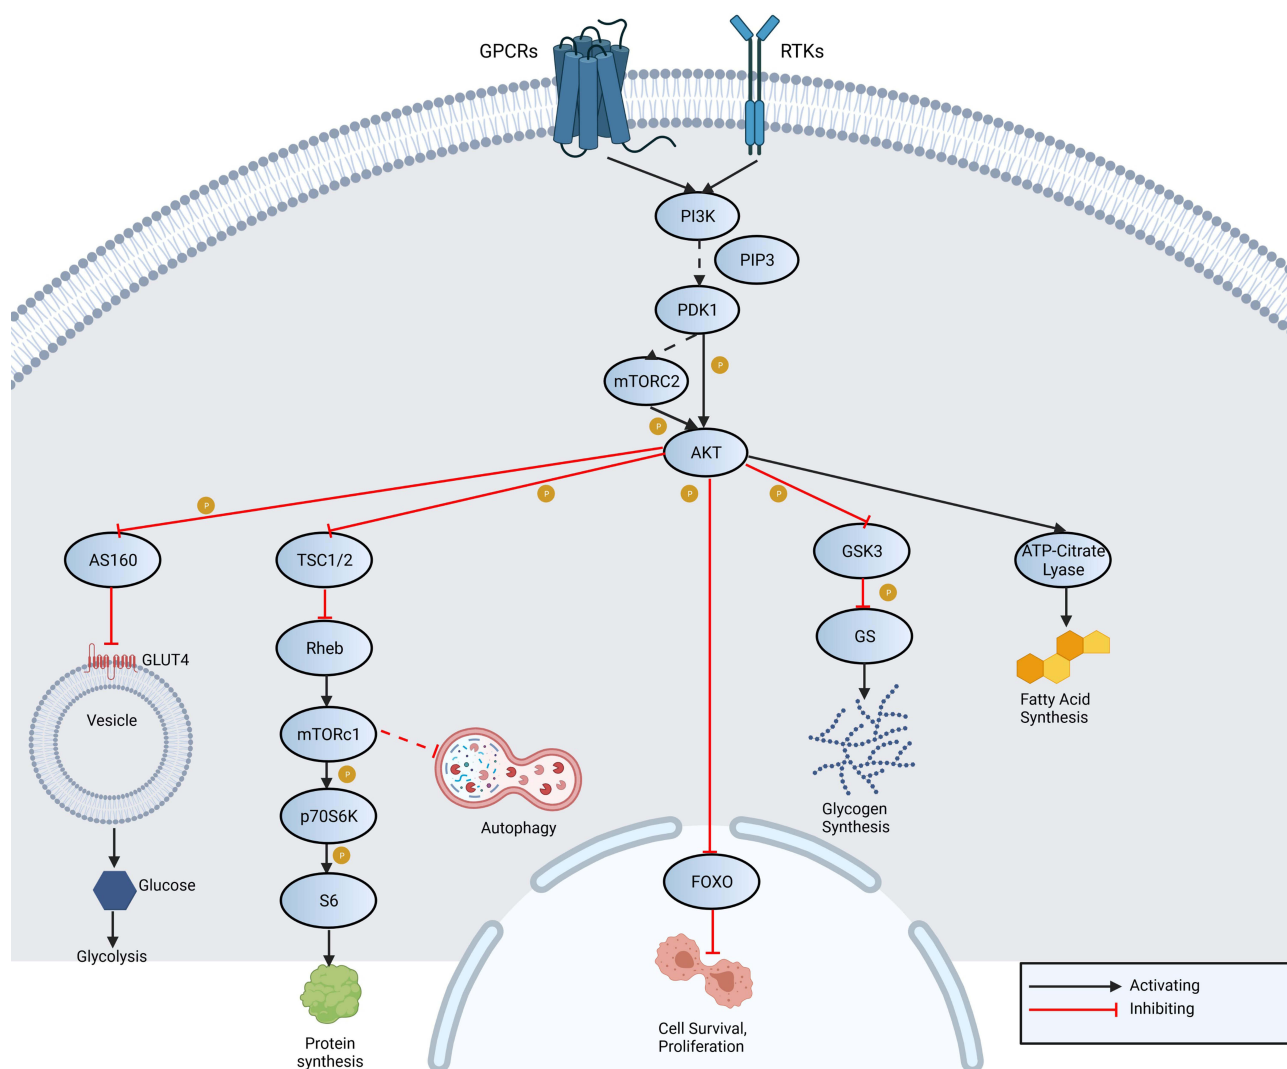 GPCRs
RTKs
PI3K
PIP3
PDK1
P
mTORC2
P
AKT
P
P
P
P
AS160
TSC1/2
GSK3
ATP-Citrate
Lyase
P
Rheb
GS
GLUT4
Vesicle
mTORc1
Fatty Acid
Synthesis
P
p70S6K
Autophagy
Glycogen
Synthesis
P
Glucose
S6
FOXO
Glycolysis
Protein
synthesis
Cell Survival,
Proliferation
Activating
Inhibiting